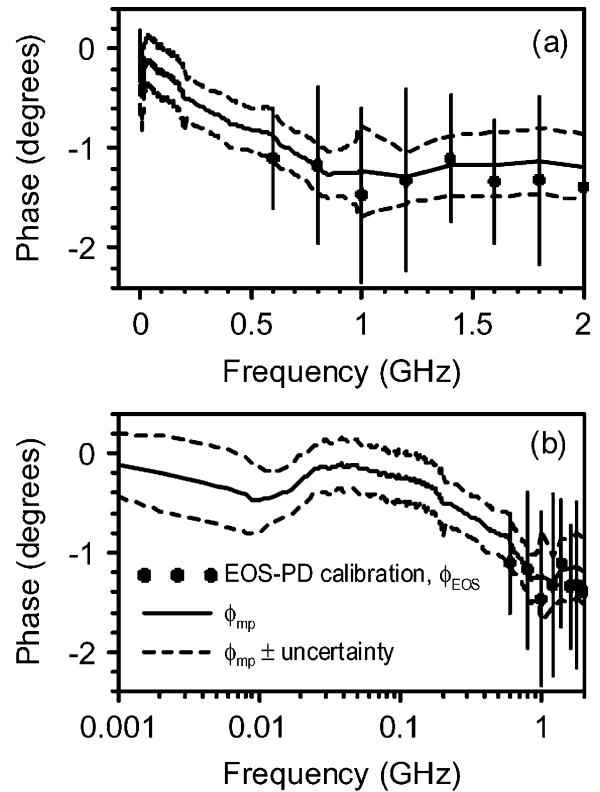 (a)
0
-1
-2
Phase (degrees)
0 0.5 1 1.5 2
Frequency (GHz)
(b)
0
-1
-2
Phase (degrees)
EOS-PD calibration, ϕEOS
ϕmp
ϕmp ± uncertainty
0.001 0.01 0.1 1
Frequency (GHz)